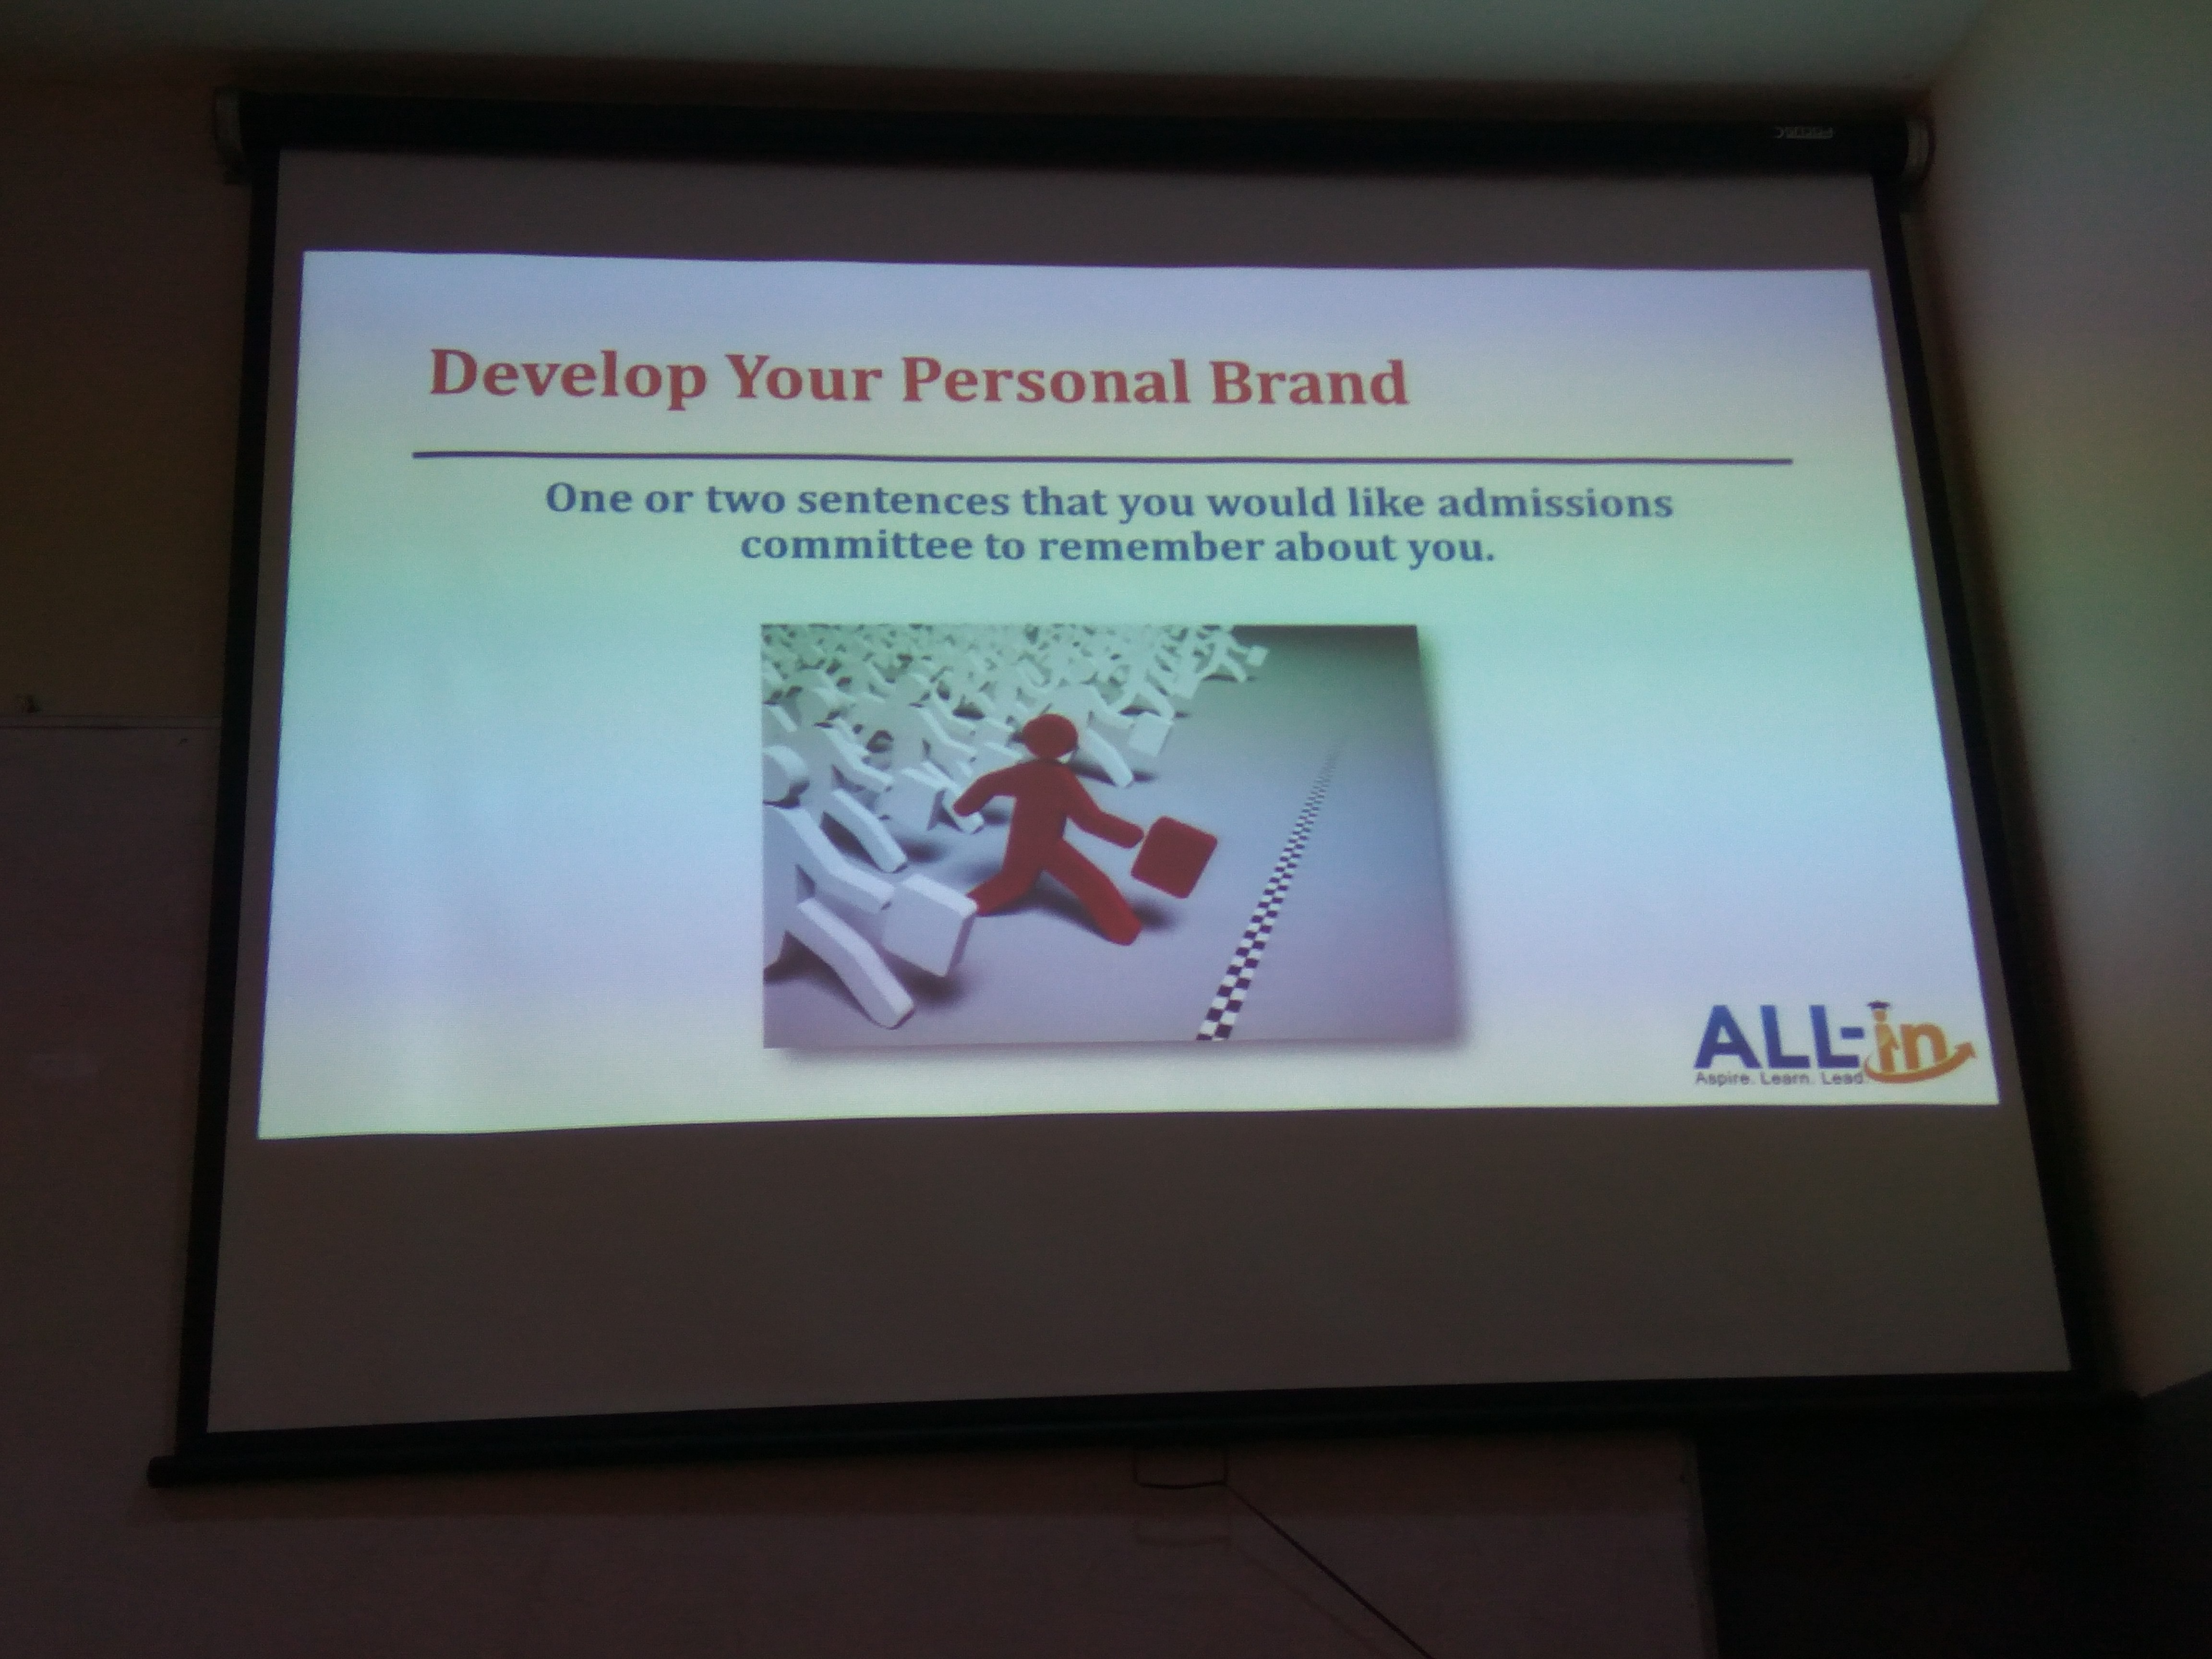 Develop Your Personal Brand
One or two sentences that you would like admissions
committee to remember about you.
ALL-in
Aspire. Learn. Lead.